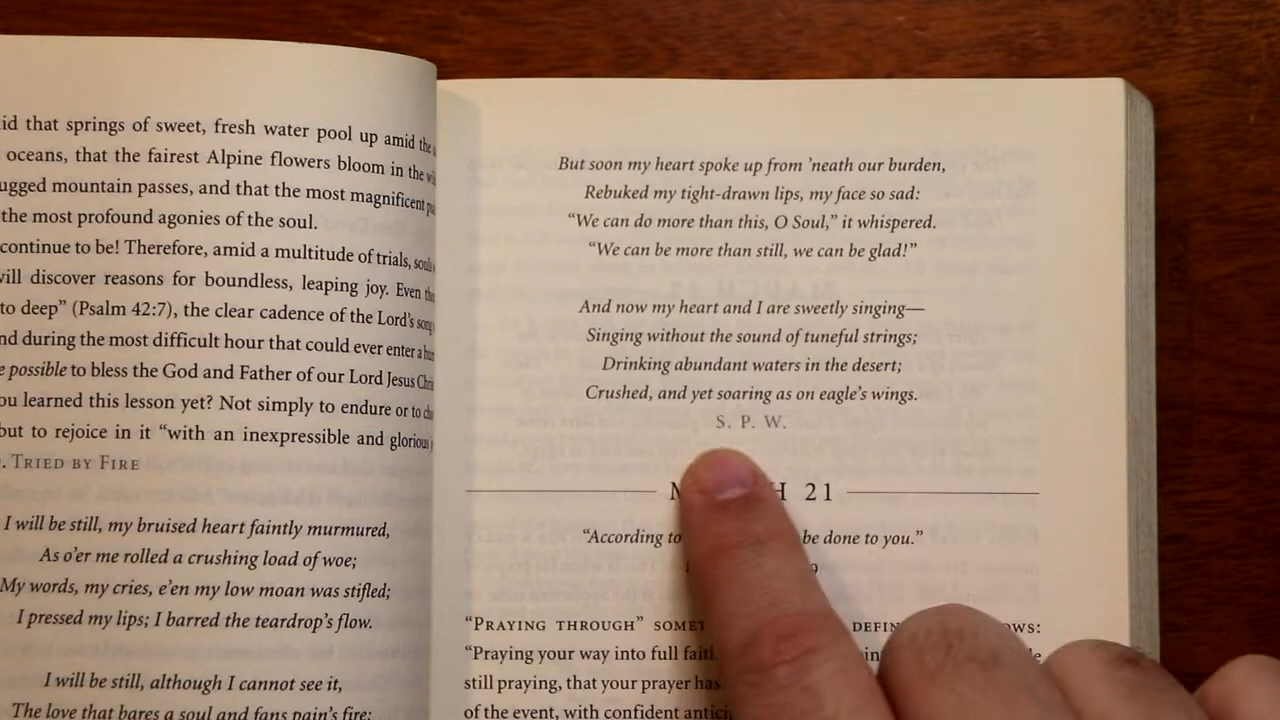 id that springs of sweet, fresh water pool up amid the
oceans, that the fairest Alpine flowers bloom in the
ugged mountain passes, and that the most magnificent
the most profound agonies of the soul.
continue to be! Therefore, amid a multitude of trials, souls
will discover reasons for boundless, leaping joy. Even
to deep” (Psalm 42:7), the clear cadence of the Lord’s song
nd during the most difficult hour that could ever enter a
possible to bless the God and Father of our Lord Jesus
ou learned this lesson yet? Not simply to endure or to
but to rejoice in it “with an inexpressible and glorious
. TRIED BY FIRE
I will be still, my bruised heart faintly murmured,
As o’er me rolled a crushing load of woe;
My words, my cries, e’en my low moan was stifled;
I pressed my lips; I barred the teardrop’s flow.
I will be still, although I cannot see it,
The love that bares a soul and fans pain’s fire;
But soon my heart spoke up from ’neath our burden,
Rebuked my tight-drawn lips, my face so sad:
“We can do more than this, O Soul,” it whispered.
“We can be more than still, we can be glad!”
And now my heart and I are sweetly singing—
Singing without the sound of tuneful strings;
Drinking abundant waters in the desert;
Crushed, and yet soaring as on eagle’s wings.
S. P. W.
M H 21
“According to be done to you.”
9
“PRAYING THROUGH” SOMET DEFIN OWS:
“Praying your way into full faith
still praying, that your prayer has
of the event, with confident antici